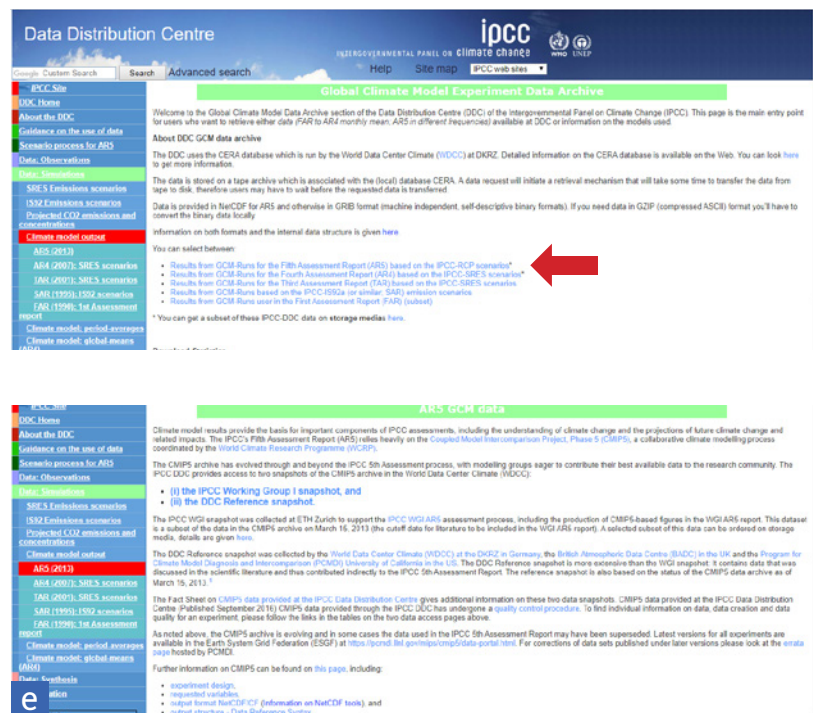 Data Distribution Centre
ipcc
INTERGOVERNMENTAL PANEL ON climate change
WHO UNEP
Google Custom Search Search Advanced search Help Site map IPCC web sites
IPCC Site
DDC Home
About the DDC
Guidance on the use of data
Scenario process for AR5
Data: Observations
Data: Simulations
SRES Emissions scenarios
IS92 Emissions scenarios
Projected CO2 emissions and
concentrations
Climate model output
AR5 (2013)
AR4 (2007): SRES scenarios
TAR (2001): SRES scenarios
SAR (1995): IS92 scenarios
FAR (1990): 1st Assessment
report
Climate model: period-averages
Climate model: global-means
(AR4)
Global Climate Model Experiment Data Archive
Welcome to the Global Climate Model Data Archive section of the Data Distribution Centre (DDC) of the Intergovernmental Panel on Climate Change (IPCC). This page is the main entry point
for users who want to retrieve either data (FAR to AR4 monthly mean; AR5 in different frequencies) available at DDC or information on the models used.
About DDC GCM data archive
The DDC uses the CERA database which is run by the World Data Center Climate (WDCC) at DKRZ. Detailed information on the CERA database is available on the Web. You can look here
to get more information.
The data is stored on a tape archive which is associated with the (local) database CERA. A data request will initiate a retrieval mechanism that will take some time to transfer the data from
tape to disk, therefore users may have to wait before the requested data is transferred.
Data is provided in NetCDF for AR5 and otherwise in GRIB format (machine independent, self-descriptive binary formats). If you need data in GZIP (compressed ASCII) format you'll have to
convert the binary data locally
Information on both formats and the internal data structure is given here
You can select between:
Results from GCM-Runs for the Fifth Assessment Report (AR5) based on the IPCC-RCP scenarios*
Results from GCM-Runs for the Fourth Assessment Report (AR4) based on the IPCC-SRES scenarios*
Results from GCM-Runs for the Third Assessment Report (TAR) based on the IPCC-SRES scenarios
Results from GCM-Runs based on the IPCC-IS92a (or similar; SAR) emission scenarios
Results from GCM-Runs used in the First Assessment Report (FAR) (subset)
* You can get a subset of these IPCC-DDC data on storage medias here.
IPCC Site
DDC Home
About the DDC
Guidance on the use of data
Scenario process for AR5
Data: Observations
Data: Simulations
SRES Emissions scenarios
IS92 Emissions scenarios
Projected CO2 emissions and
concentrations
Climate model output
AR5 (2013)
AR4 (2007): SRES scenarios
TAR (2001): SRES scenarios
SAR (1995): IS92 scenarios
FAR (1990): 1st Assessment
report
Climate model: period-averages
Climate model: global-means
(AR4)
Data: Synthesis
e
AR5 GCM data
Climate model results provide the basis for important components of IPCC assessments, including the understanding of climate change and the projections of future climate change and
related impacts. The IPCC's Fifth Assessment Report (AR5) relies heavily on the Coupled Model Intercomparison Project, Phase 5 (CMIP5), a collaborative climate modelling process
coordinated by the World Climate Research Programme (WCRP).
The CMIP5 archive has evolved through and beyond the IPCC 5th Assessment process, with modelling groups eager to contribute their best available data to the research community. The
IPCC DDC provides access to two snapshots of the CMIP5 archive in the World Data Center Climate (WDCC):
(i) the IPCC Working Group I snapshot, and
(ii) the DDC Reference snapshot.
The IPCC WGI snapshot was collected at ETH Zurich to support the IPCC WGI AR5 assessment process, including the production of CMIP5-based figures in the WGI AR5 report. This dataset
is a subset of the data in the CMIP5 archive on March 15, 2013 (the cutoff date for literature to be included in the WGI AR5 report). A selected subset of this data can be ordered on storage
media, details are given here.
The DDC Reference snapshot was collected by the World Data Center Climate (WDCC) at the DKRZ in Germany, the British Atmospheric Data Centre (BADC) in the UK and the Program for
Climate Model Diagnosis and Intercomparison (PCMDI) University of California in the US. The DDC Reference snapshot is more extensive than the WGI snapshot. It contains data that was
discussed in the scientific literature and thus contributed indirectly to the IPCC 5th Assessment Report. The reference snapshot is also based on the status of the CMIP5 data archive as of
March 15, 2013.
The Fact Sheet on CMIP5 data provided at the IPCC Data Distribution Centre gives additional information on these two data snapshots. CMIP5 data provided at the IPCC Data Distribution
Centre (Published September 2016) CMIP5 data provided through the IPCC DDC has undergone a quality control procedure. To find individual information on data, data creation and data
quality for an experiment, please follow the links in the tables on the two data access pages above.
As noted above, the CMIP5 archive is evolving and in some cases the data used in the IPCC 5th Assessment Report may have been superseded. Latest versions for all experiments are
available in the Earth System Grid Federation (ESGF) at https://pcmdi.llnl.gov/mips/cmip5/data-portal.html. For corrections of data sets published under later versions please look at the errata
page hosted by PCMDI.
Further information on CMIP5 can be found on this page, including:
experiment design,
requested variables,
output format NetCDF/CF (Information on NetCDF tools), and
output structure - Data Reference Syntax